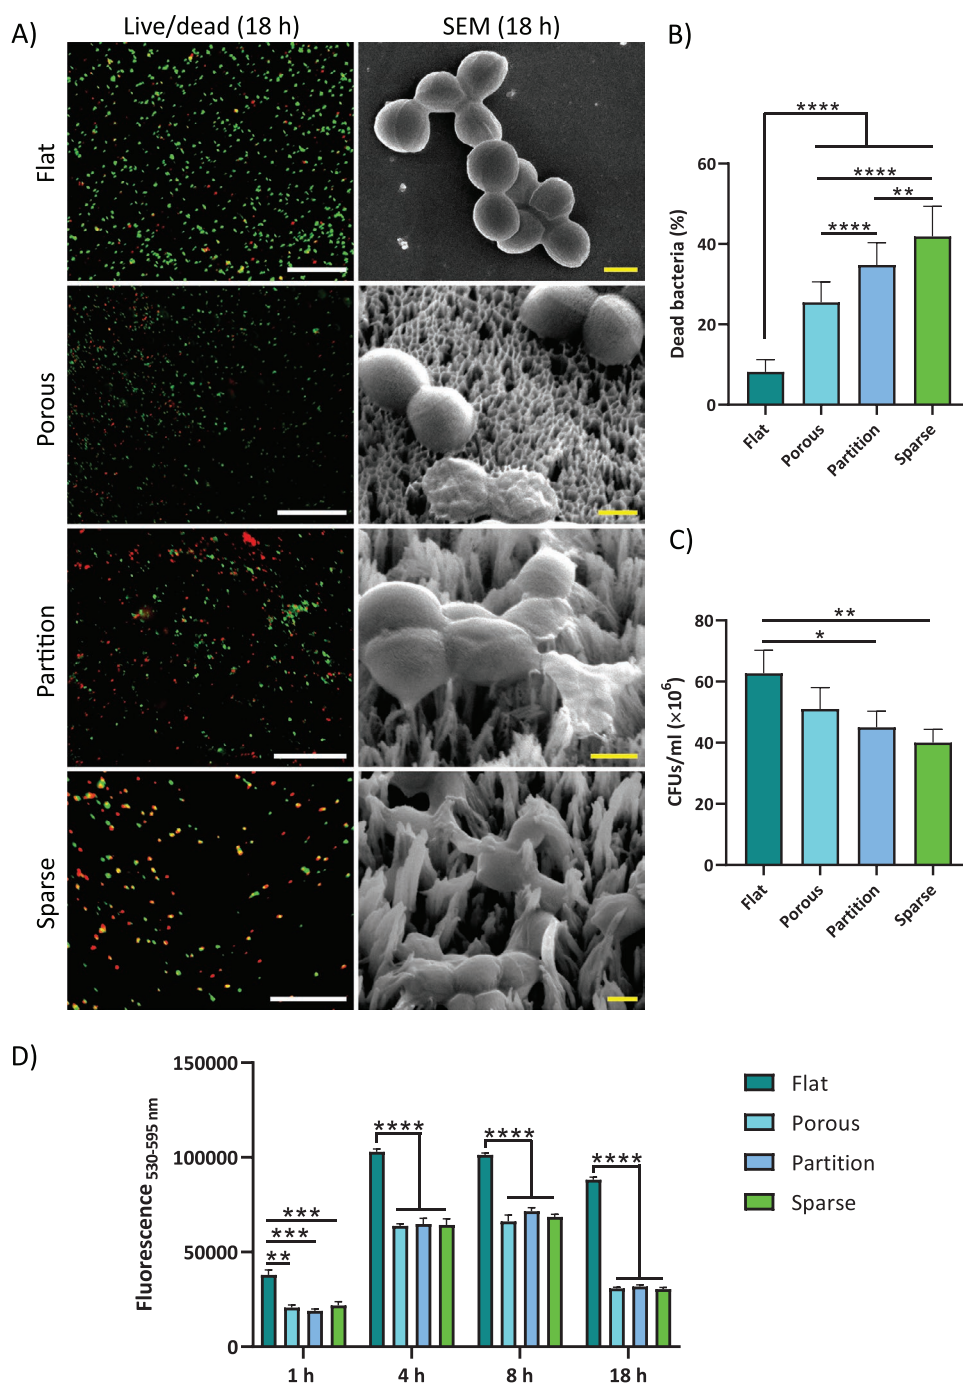 A)
Live/dead (18 h)
SEM (18 h)
Flat
Porous
Partition
Sparse
B)
****
****
**
****
Dead bacteria (%)
60
40
20
0
Flat
Porous
Partition
Sparse
C)
**
*
CFUs/ml (×10⁶)
80
60
40
20
0
Flat
Porous
Partition
Sparse
D)
Fluorescence 530-595 nm
150000
100000
50000
0
***
***
**
****
****
****
1 h
4 h
8 h
18 h
Flat
Porous
Partition
Sparse